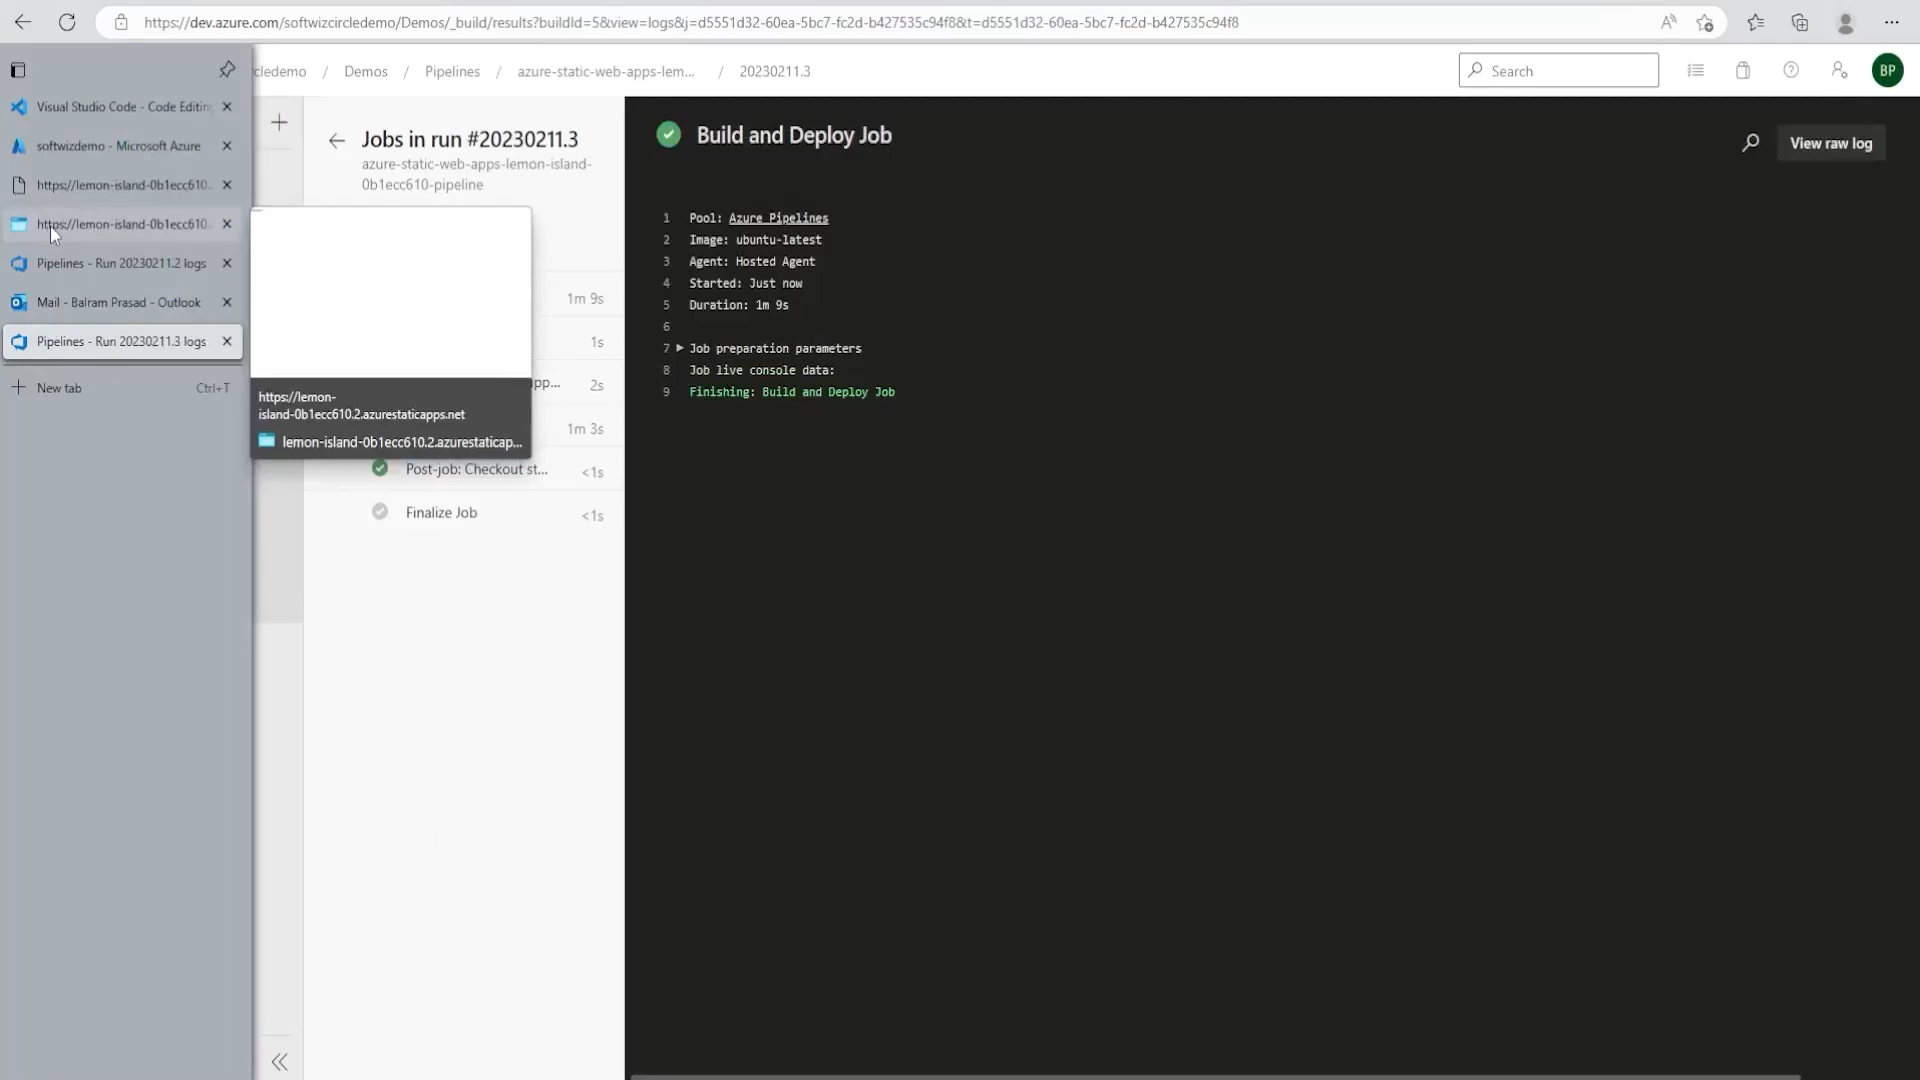 https://dev.azure.com/softwizcircledemo/Demos/_build/results?buildId=5&view=logs&j=d5551d32-60ea-5bc7-fc2d-b427535c94f8&t=d5551d32-60ea-5bc7-fc2d-b427535c94f8
cledemo / Demos / Pipelines / azure-static-web-apps-lem... / 20230211.3
Search
BP
Visual Studio Code - Code Editing
softwizdemo - Microsoft Azure
https://lemon-island-0b1ecc610.
https://lemon-island-0b1ecc610.
Pipelines - Run 20230211.2 logs
Mail - Balram Prasad - Outlook
Pipelines - Run 20230211.3 logs
New tab Ctrl+T
Jobs in run #20230211.3
azure-static-web-apps-lemon-island-
0b1ecc610-pipeline
1m 9s
1s
pp... 2s
1m 3s
Post-job: Checkout st... <1s
Finalize Job <1s
https://lemon-
island-0b1ecc610.2.azurestaticapps.net
lemon-island-0b1ecc610.2.azurestaticap...
Build and Deploy Job
View raw log
1 Pool: Azure Pipelines
2 Image: ubuntu-latest
3 Agent: Hosted Agent
4 Started: Just now
5 Duration: 1m 9s
6
7 Job preparation parameters
8 Job live console data:
9 Finishing: Build and Deploy Job